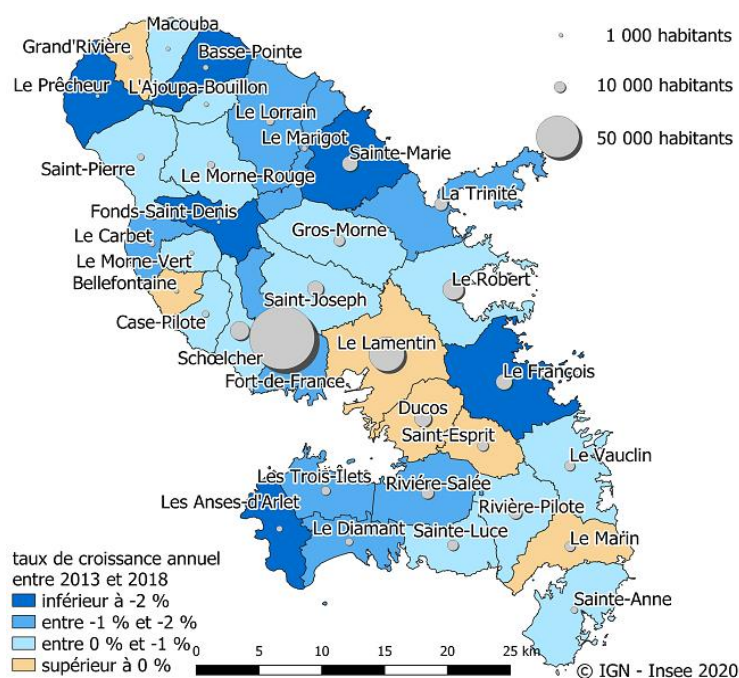 Macouba
Grand'Rivière
Basse-Pointe
Le Prêcheur
L'Ajoupa-Bouillon
Le Lorrain
Le Marigot
Sainte-Marie
Saint-Pierre
Le Morne-Rouge
La Trinité
Fonds-Saint-Denis
Gros-Morne
Le Carbet
Le Morne-Vert
Bellefontaine
Le Robert
Saint-Joseph
Case-Pilote
Le Lamentin
Schœlcher
Fort-de-France
Le François
Ducos
Saint-Esprit
Le Vauclin
Les Trois-Îlets
Riviére-Salée
Les Anses-d'Arlet
Rivière-Pilote
Le Diamant
Sainte-Luce
Le Marin
Sainte-Anne
1 000 habitants
10 000 habitants
50 000 habitants
taux de croissance annuel
entre 2013 et 2018
inférieur à -2 %
entre -1 % et -2 %
entre 0 % et -1 %
supérieur à 0 %
0 5 10 15 20 25 km
© IGN - Insee 2020